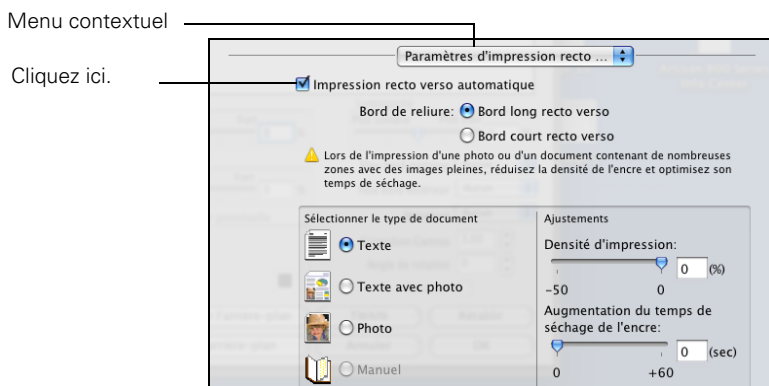 Menu contextuel
Paramètres d'impression recto ...
Cliquez ici.
Impression recto verso automatique
Bord de reliure: Bord long recto verso
Bord court recto verso
Lors de l'impression d'une photo ou d'un document contenant de nombreuses
zones avec des images pleines, réduisez la densité de l'encre et optimisez son
temps de séchage.
Sélectionner le type de document
Texte
Texte avec photo
Photo
Manuel
Ajustements
Densité d'impression:
0 (%)
-50 0
Augmentation du temps de
séchage de l'encre:
0 (sec)
0 +60